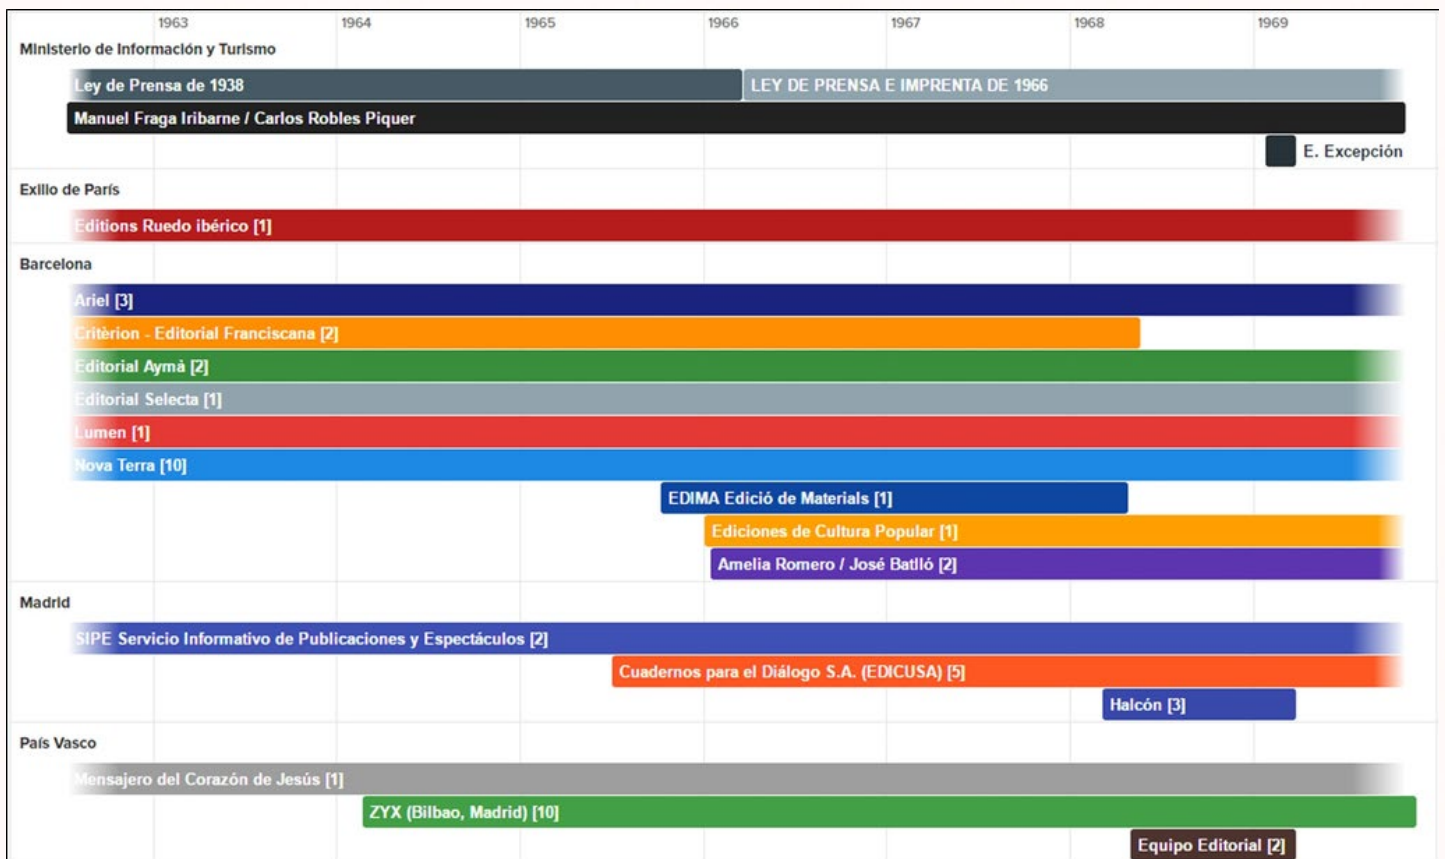 1963 1964 1965 1966 1967 1968 1969
Ministerio de Información y Turismo
Ley de Prensa de 1938 LEY DE PRENSA E IMPRENTA DE 1966
Manuel Fraga Iribarne / Carlos Robles Piquer
E. Excepción
Exilio de París
Editions Ruedo ibérico [1]
Barcelona
Ariel [3]
Critèrion - Editorial Franciscana [2]
Editorial Aymà [2]
Editorial Selecta [1]
Lumen [1]
Nova Terra [10]
EDIMA Edició de Materials [1]
Ediciones de Cultura Popular [1]
Amelia Romero / José Batlló [2]
Madrid
SIPE Servicio Informativo de Publicaciones y Espectáculos [2]
Cuadernos para el Diálogo S.A. (EDICUSA) [5]
Halcón [3]
País Vasco
Mensajero del Corazón de Jesús [1]
ZYX (Bilbao, Madrid) [10]
Equipo Editorial [2]